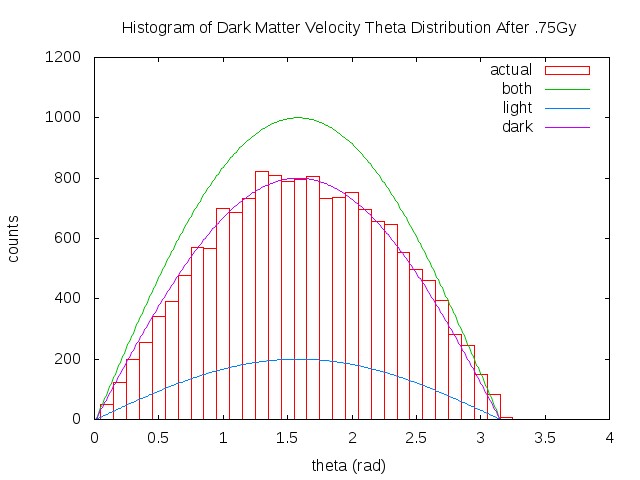 Histogram of Dark Matter Velocity Theta Distribution After .75Gy
1200
1000
800
600
400
200
0
counts
actual
both
light
dark
0 0.5 1 1.5 2 2.5 3 3.5 4
theta (rad)